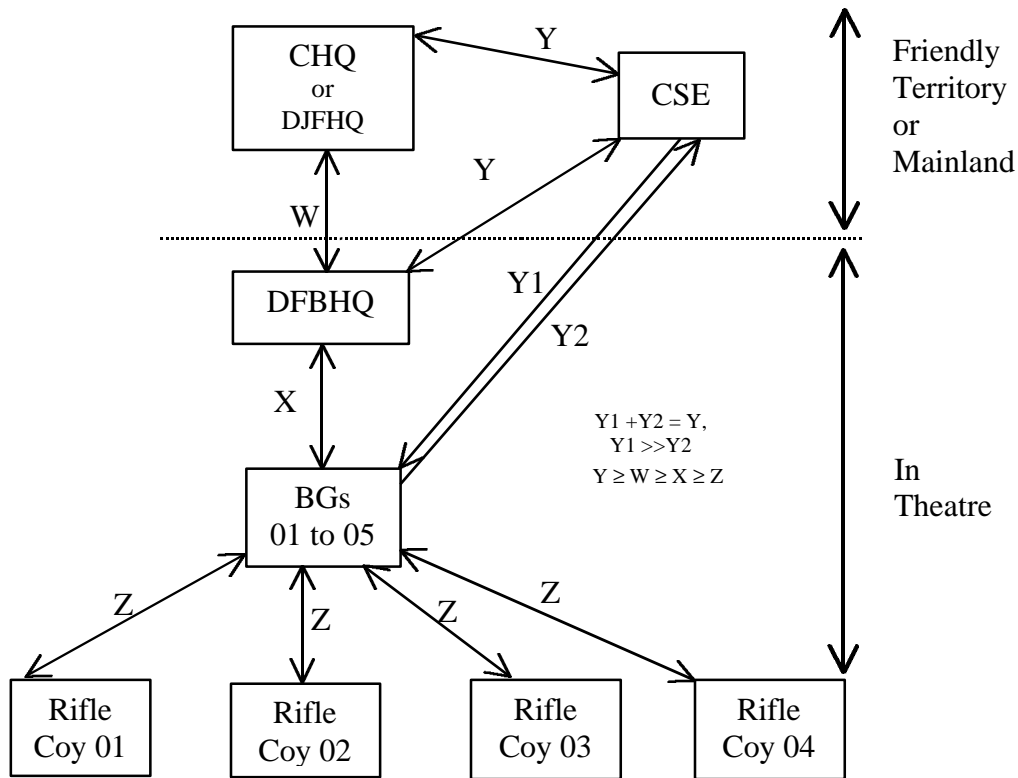 CHQ
or
DJFHQ
Y
CSE
Friendly
Territory
or
Mainland
Y
W
DFBHQ
Y1
Y2
X
Y1 +Y2 = Y,
Y1 >>Y2
Y ≥ W ≥ X ≥ Z
BGs
01 to 05
In
Theatre
Z
Z
Z
Z
Rifle
Coy 01
Rifle
Coy 02
Rifle
Coy 03
Rifle
Coy 04